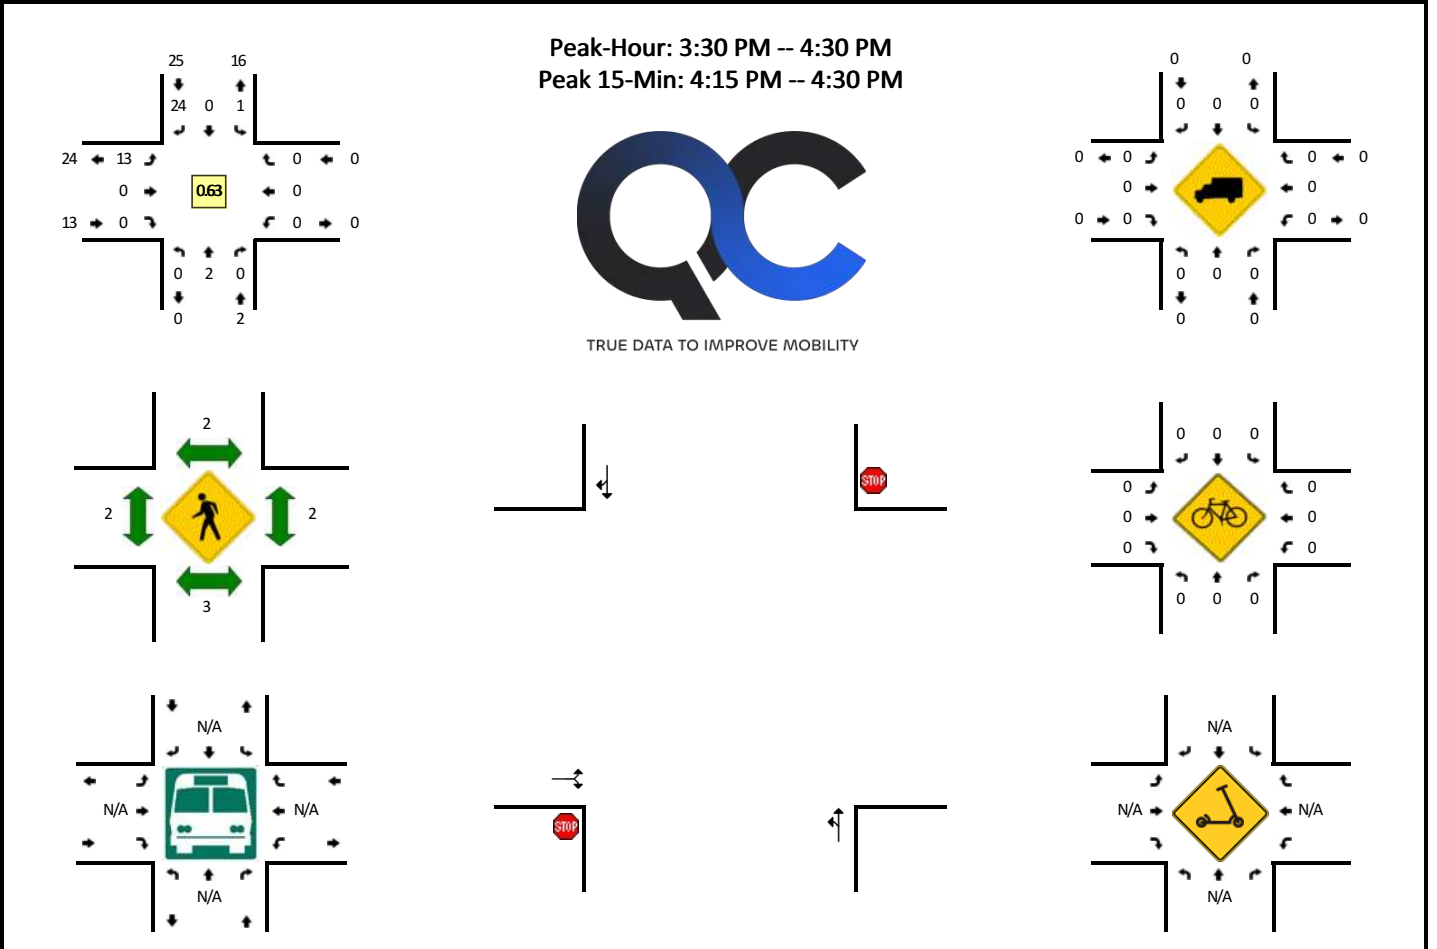 Peak-Hour: 3:30 PM -- 4:30 PM
Peak 15-Min: 4:15 PM -- 4:30 PM
25 16
24 0 1
24 13 0 0
0 0.63 0
13 0 0 0
0 2 0
0 2
QC
TRUE DATA TO IMPROVE MOBILITY
0 0
0 0 0
0 0 0 0
0 0
0 0 0 0
0 0 0
0 0
2
2 2
3
STOP
STOP
0 0 0
0 0
0 0
0 0
0 0 0
N/A
N/A N/A
N/A
N/A
N/A N/A
N/A